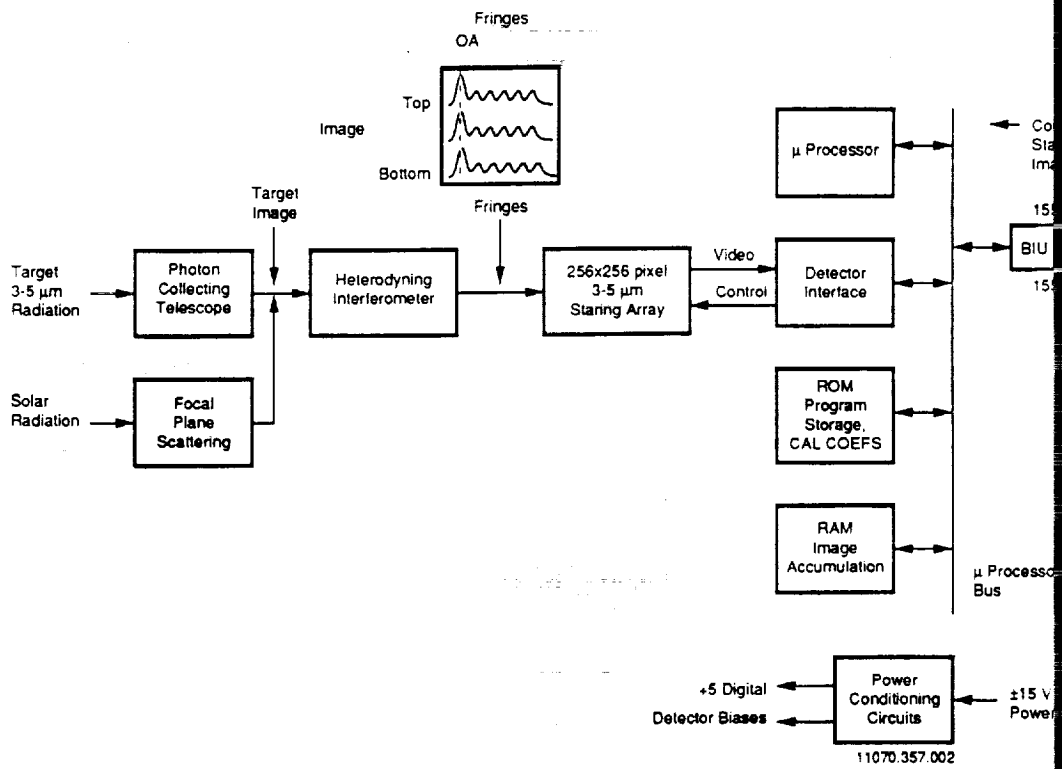 Fringes
OA
Top
Image
Bottom
Fringes
Target
Image
Target
3-5 µm
Radiation
Photon
Collecting
Telescope
Heterodyning
Interferometer
256x256 pixel
3-5 µm
Staring Array
Video
Control
Detector
Interface
µ Processor
BIU
Solar
Radiation
Focal
Plane
Scattering
ROM
Program
Storage,
CAL COEFS
RAM
Image
Accumulation
Bus
+5 Digital
Detector Biases
Power
Conditioning
Circuits
±15 V
Power
11070.357.002